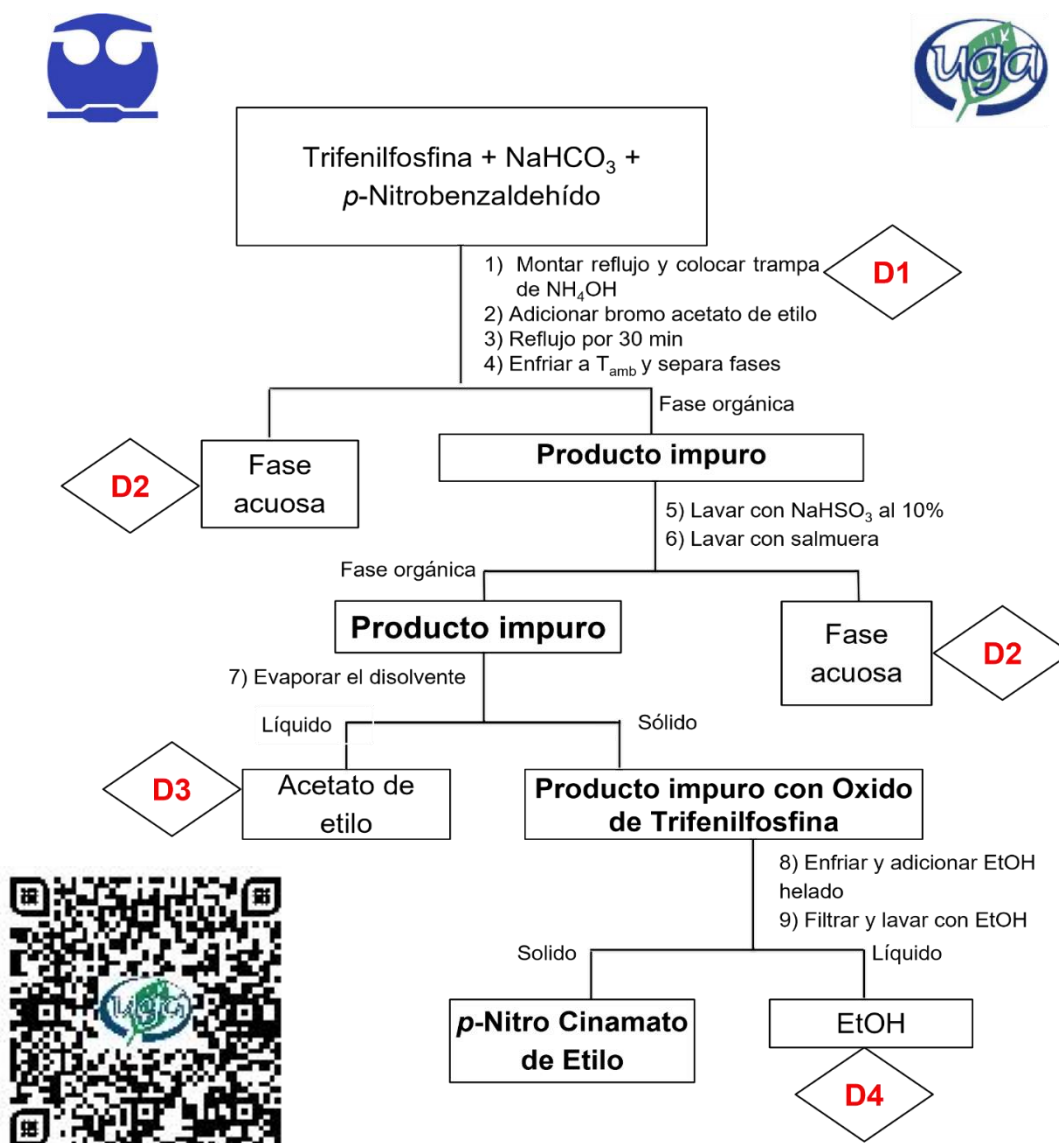 uga
Trifenilfosfina + NaHCO₃ +
p-Nitrobenzaldehído
1) Montar reflujo y colocar trampa
de NH₄OH
2) Adicionar bromo acetato de etilo
3) Reflujo por 30 min
4) Enfriar a Tamb y separa fases
D1
Fase orgánica
D2
Fase
acuosa
Producto impuro
5) Lavar con NaHSO₃ al 10%
6) Lavar con salmuera
Fase orgánica
Producto impuro
Fase
acuosa
D2
7) Evaporar el disolvente
Líquido
Sólido
D3
Acetato de
etilo
Producto impuro con Oxido
de Trifenilfosfina
8) Enfriar y adicionar EtOH
helado
9) Filtrar y lavar con EtOH
Solido
Líquido
uga
p-Nitro Cinamato
de Etilo
EtOH
D4